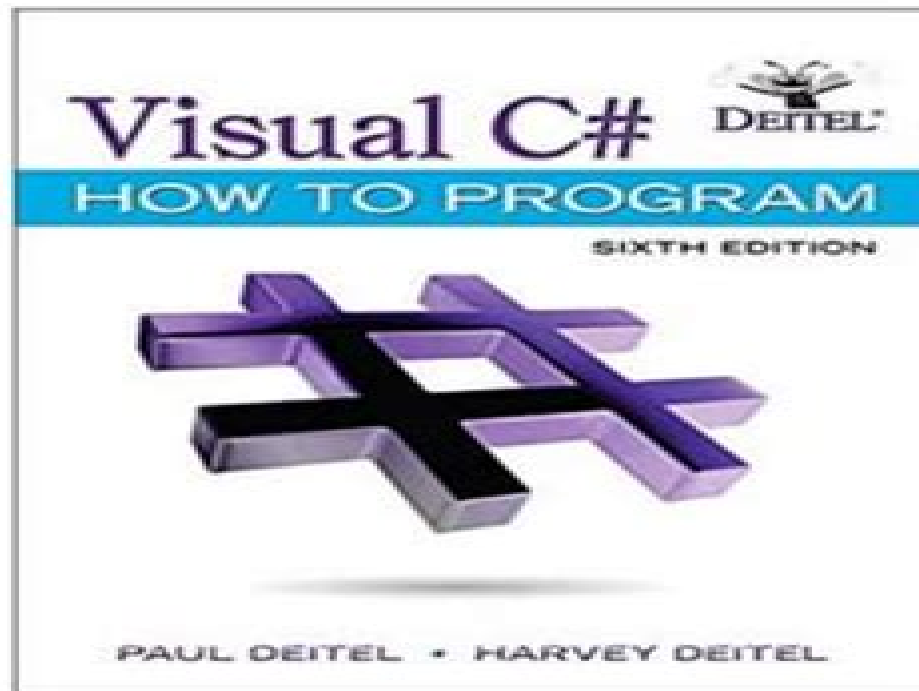 Visual C#
DEITEL®
HOW TO PROGRAM
SIXTH EDITION
PAUL DEITEL • HARVEY DEITEL